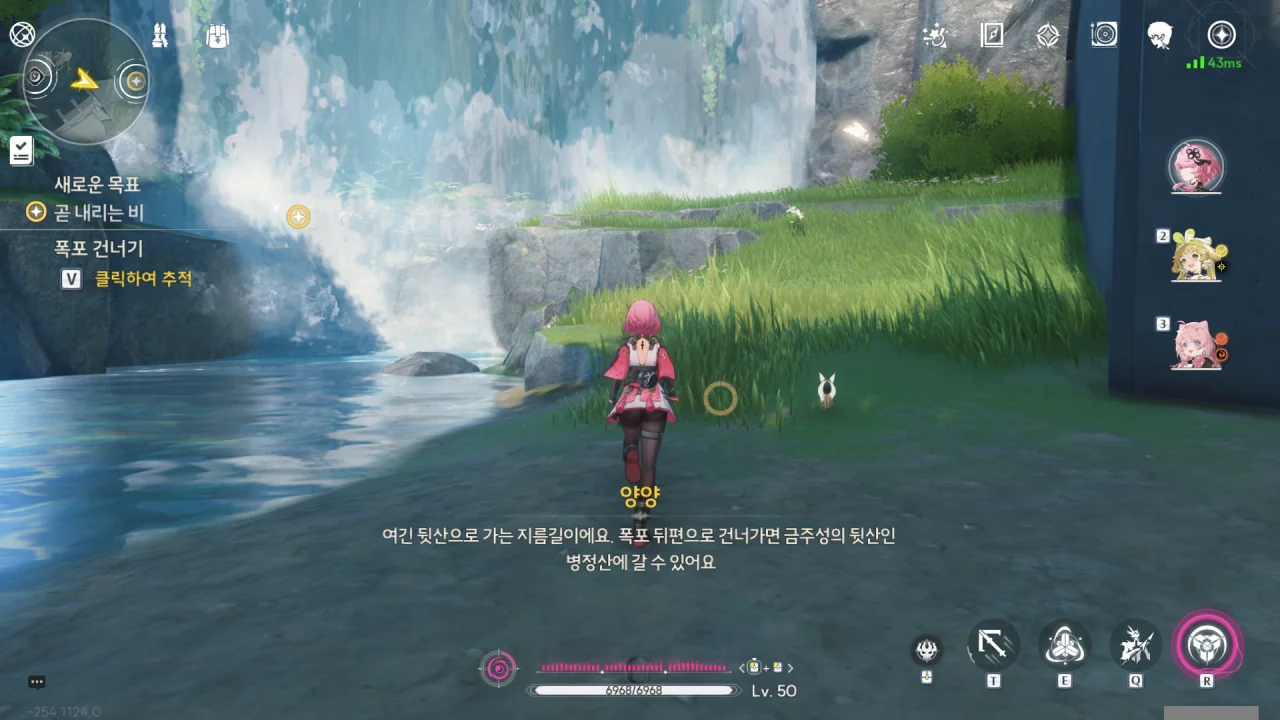 43ms
새로운 목표
곧 내리는 비
폭포 건너기
V 클릭하여 추적
2
3
양양
여긴 뒷산으로 가는 지름길이에요. 폭포 뒤편으로 건너가면 금주성의 뒷산인
병정산에 갈 수 있어요
T E Q R
6968/6968 Lv. 50
-254,1124,0